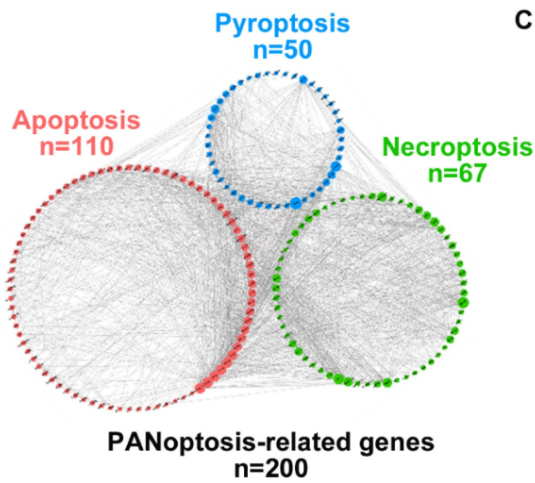 C
Pyroptosis
n=50
Apoptosis
n=110
Necroptosis
n=67
PANoptosis-related genes
n=200